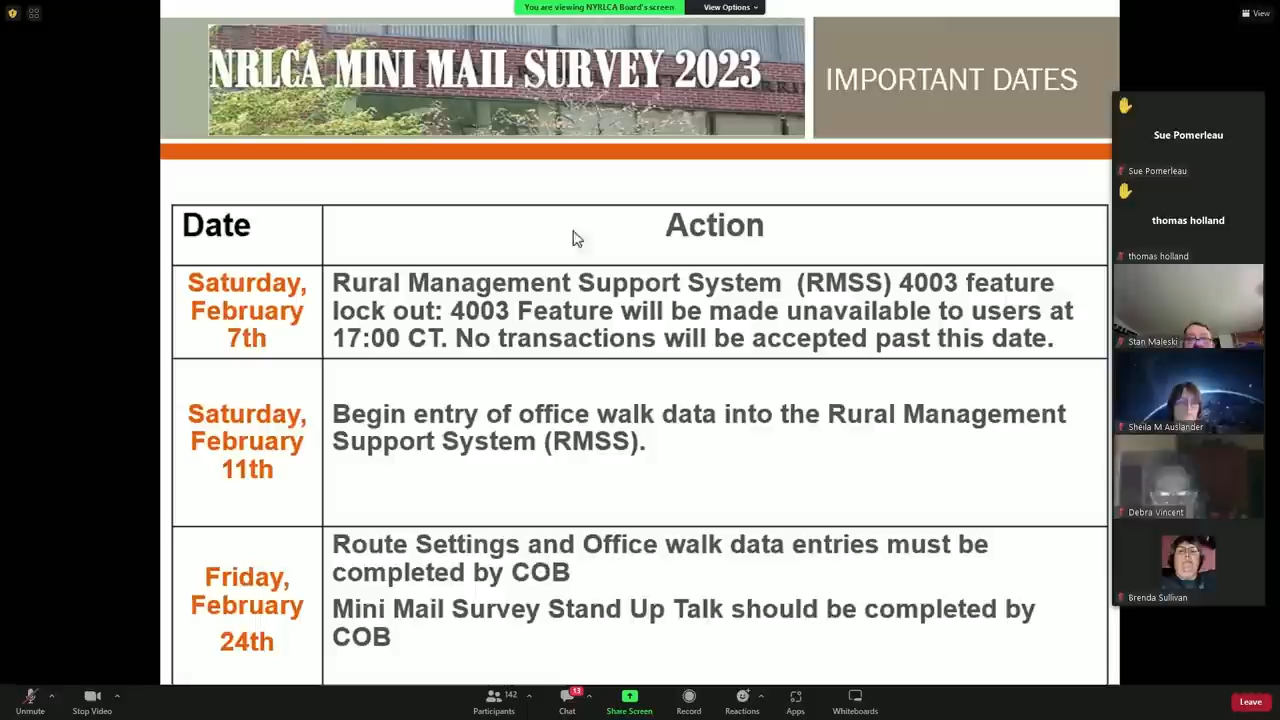 You are viewing NYRLCA Board's screen
View Options
View
NRLCA MINI MAIL SURVEY 2023
IMPORTANT DATES
Sue Pomerleau
Sue Pomerleau
thomas holland
thomas holland
Stan Maleski
Sheila M Auslander
Debra Vincent
Brenda Sullivan
Date
Action
Saturday,
February
7th
Rural Management Support System (RMSS) 4003 feature
lock out: 4003 Feature will be made unavailable to users at
17:00 CT. No transactions will be accepted past this date.
Saturday,
February
11th
Begin entry of office walk data into the Rural Management
Support System (RMSS).
Friday,
February
24th
Route Settings and Office walk data entries must be
completed by COB
Mini Mail Survey Stand Up Talk should be completed by
COB
Unmute
Stop Video
142
Participants
13
Chat
Share Screen
Record
Reactions
Apps
Whiteboards
Leave